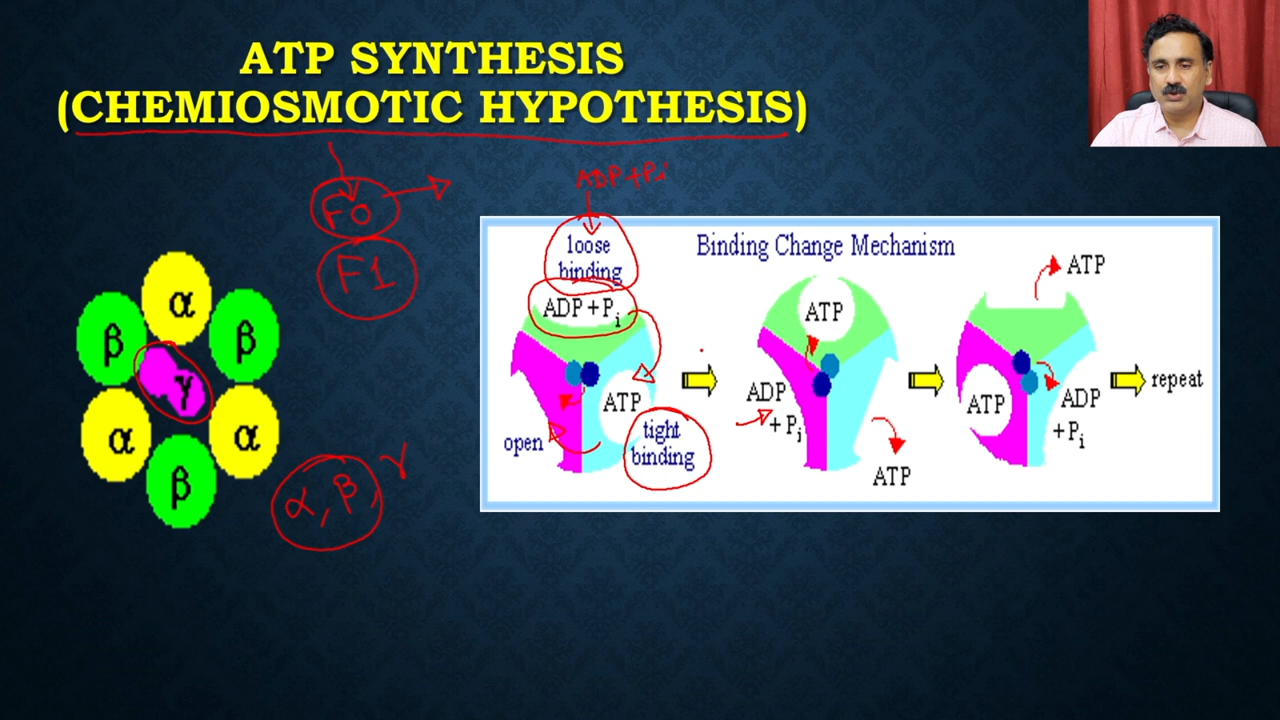 ATP SYNTHESIS
(CHEMIOSMOTIC HYPOTHESIS)
F0
F1
α
β
β
γ
α
α
β
α, β, γ
ADP + Pi
Binding Change Mechanism
loose
binding
ADP + Pi
ATP
open
tight
binding
ATP
ADP
+ Pi
ATP
ATP
ATP
ADP
+ Pi
repeat